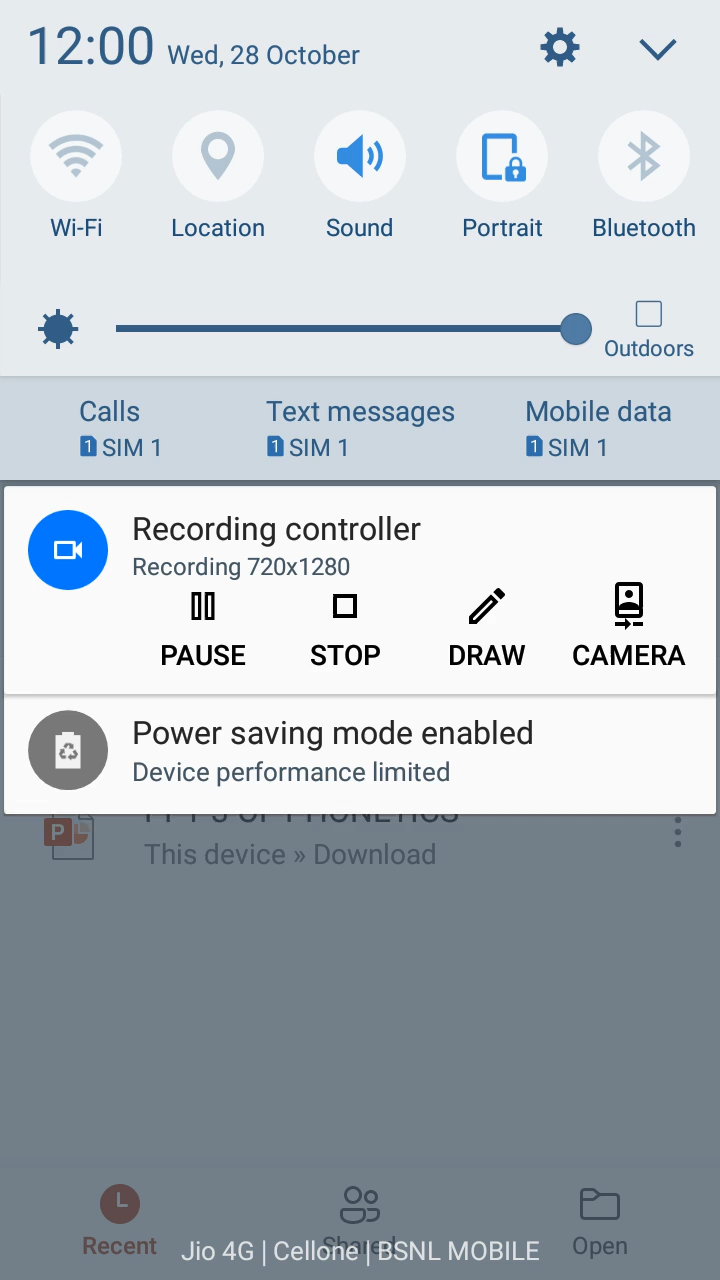 12:00 Wed, 28 October
Wi-Fi Location Sound Portrait Bluetooth
Outdoors
Calls Text messages Mobile data
1 SIM 1 1 SIM 1 1 SIM 1
Recording controller
Recording 720x1280
PAUSE STOP DRAW CAMERA
Power saving mode enabled
Device performance limited
P
This device » Download
Recent Shared Open
Jio 4G | Cellone | BSNL MOBILE